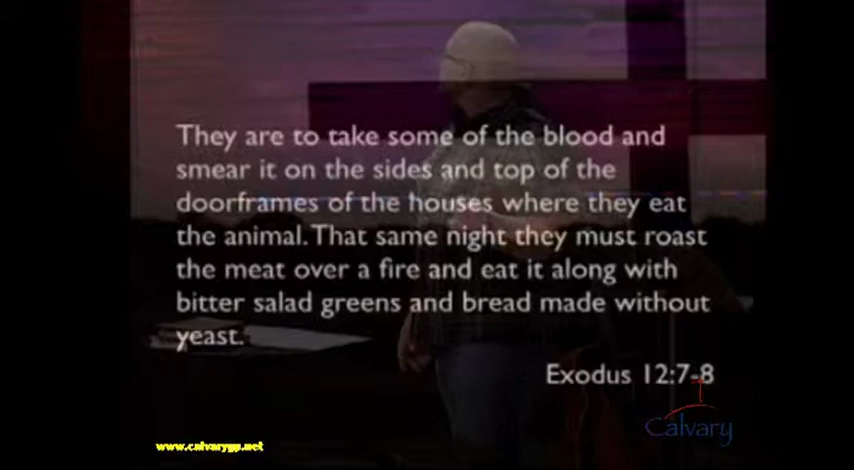 They are to take some of the blood and
smear it on the sides and top of the
doorframes of the houses where they eat
the animal. That same night they must roast
the meat over a fire and eat it along with
bitter salad greens and bread made without
yeast.
Exodus 12:7-8
Calvary
www.calvarygp.net